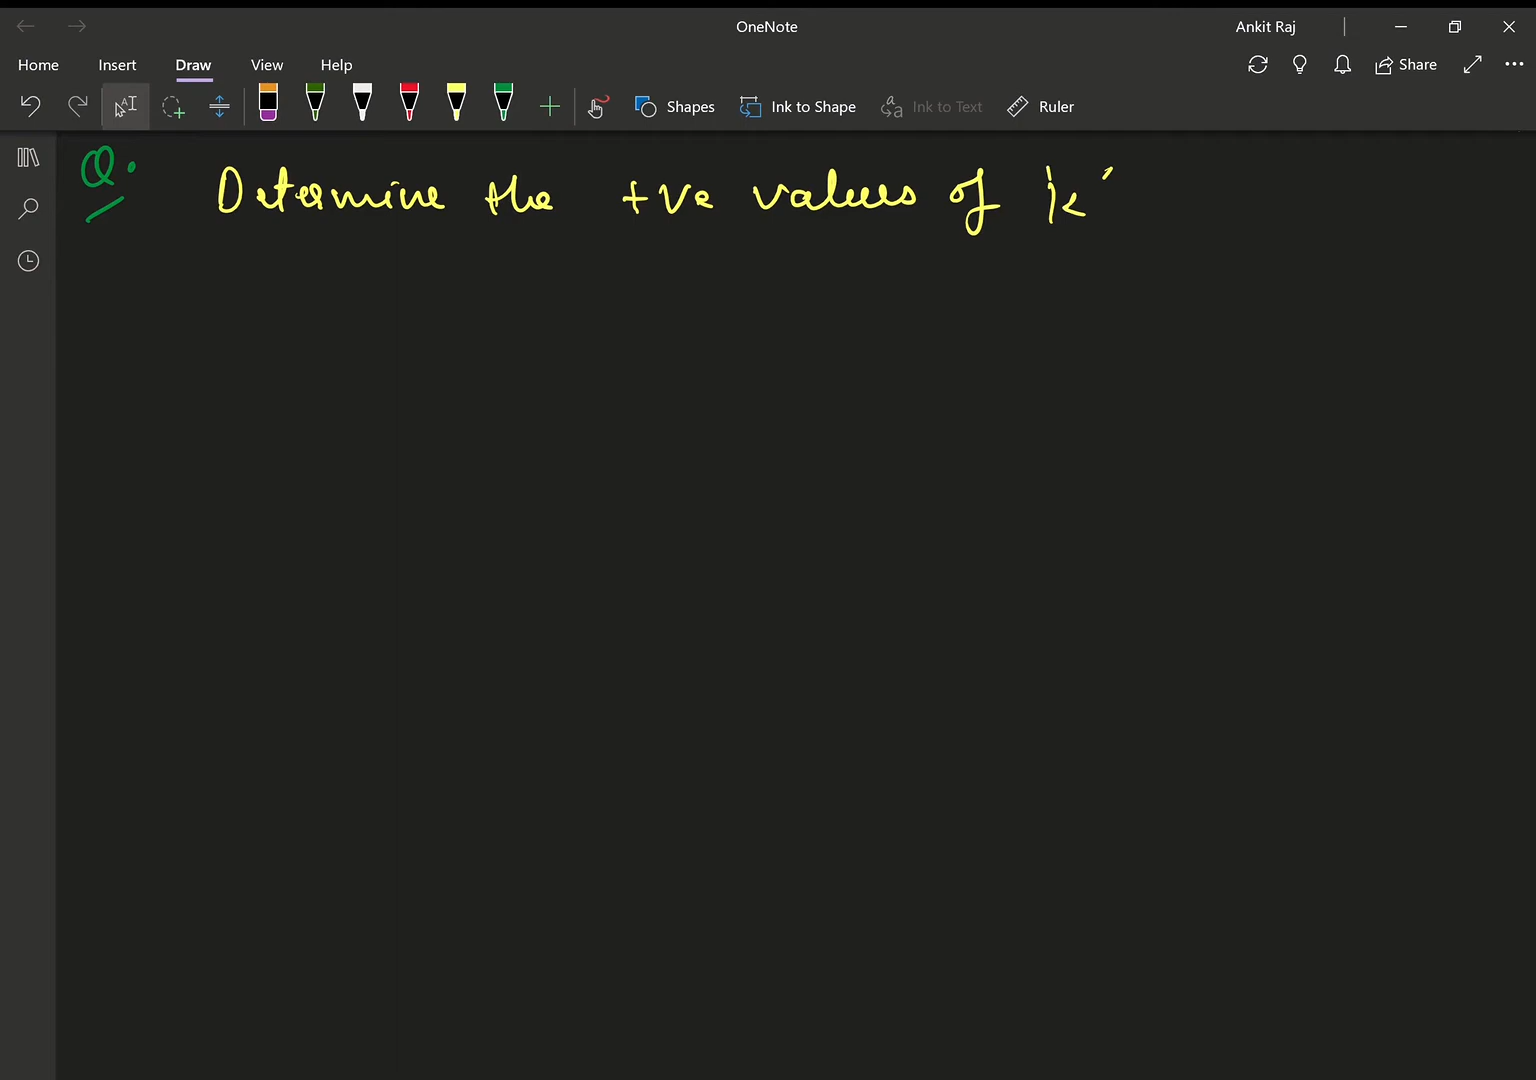 OneNote
Ankit Raj
Home Insert Draw View Help
Share
Shapes Ink to Shape Ink to Text Ruler
Q. Determine the +ve values of 'k'